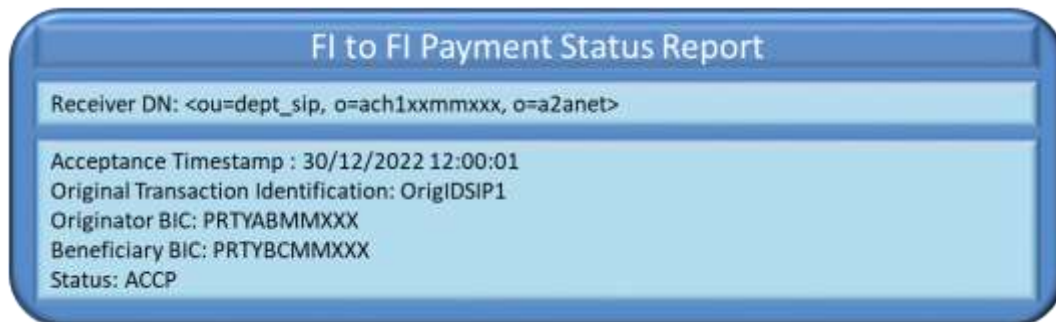 FI to FI Payment Status Report
Receiver DN: <ou=dept_sip, o=ach1xxmmxxx, o=a2anet>
Acceptance Timestamp : 30/12/2022 12:00:01
Original Transaction Identification: OrigIDSIP1
Originator BIC: PRTYABMMXXX
Beneficiary BIC: PRTYBCMMXXX
Status: ACCP